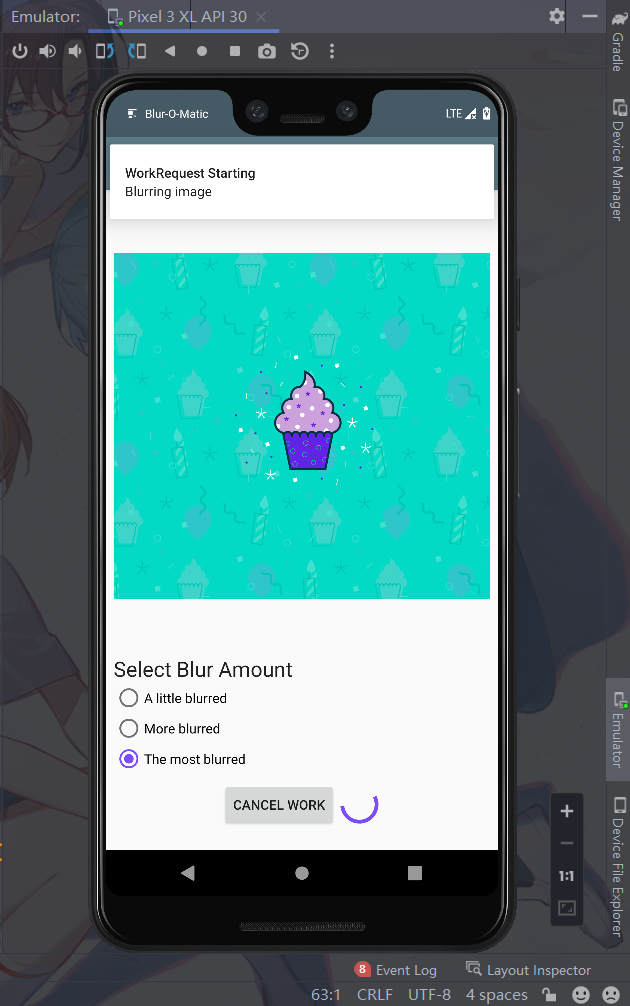 Emulator: Pixel 3 XL API 30
Gradle
Device Manager
Blur-O-Matic
LTE
WorkRequest Starting
Blurring image
Select Blur Amount
A little blurred
More blurred
The most blurred
CANCEL WORK
Emulator
1:1
Device File Explorer
8 Event Log
Layout Inspector
63:1 CRLF UTF-8 4 spaces